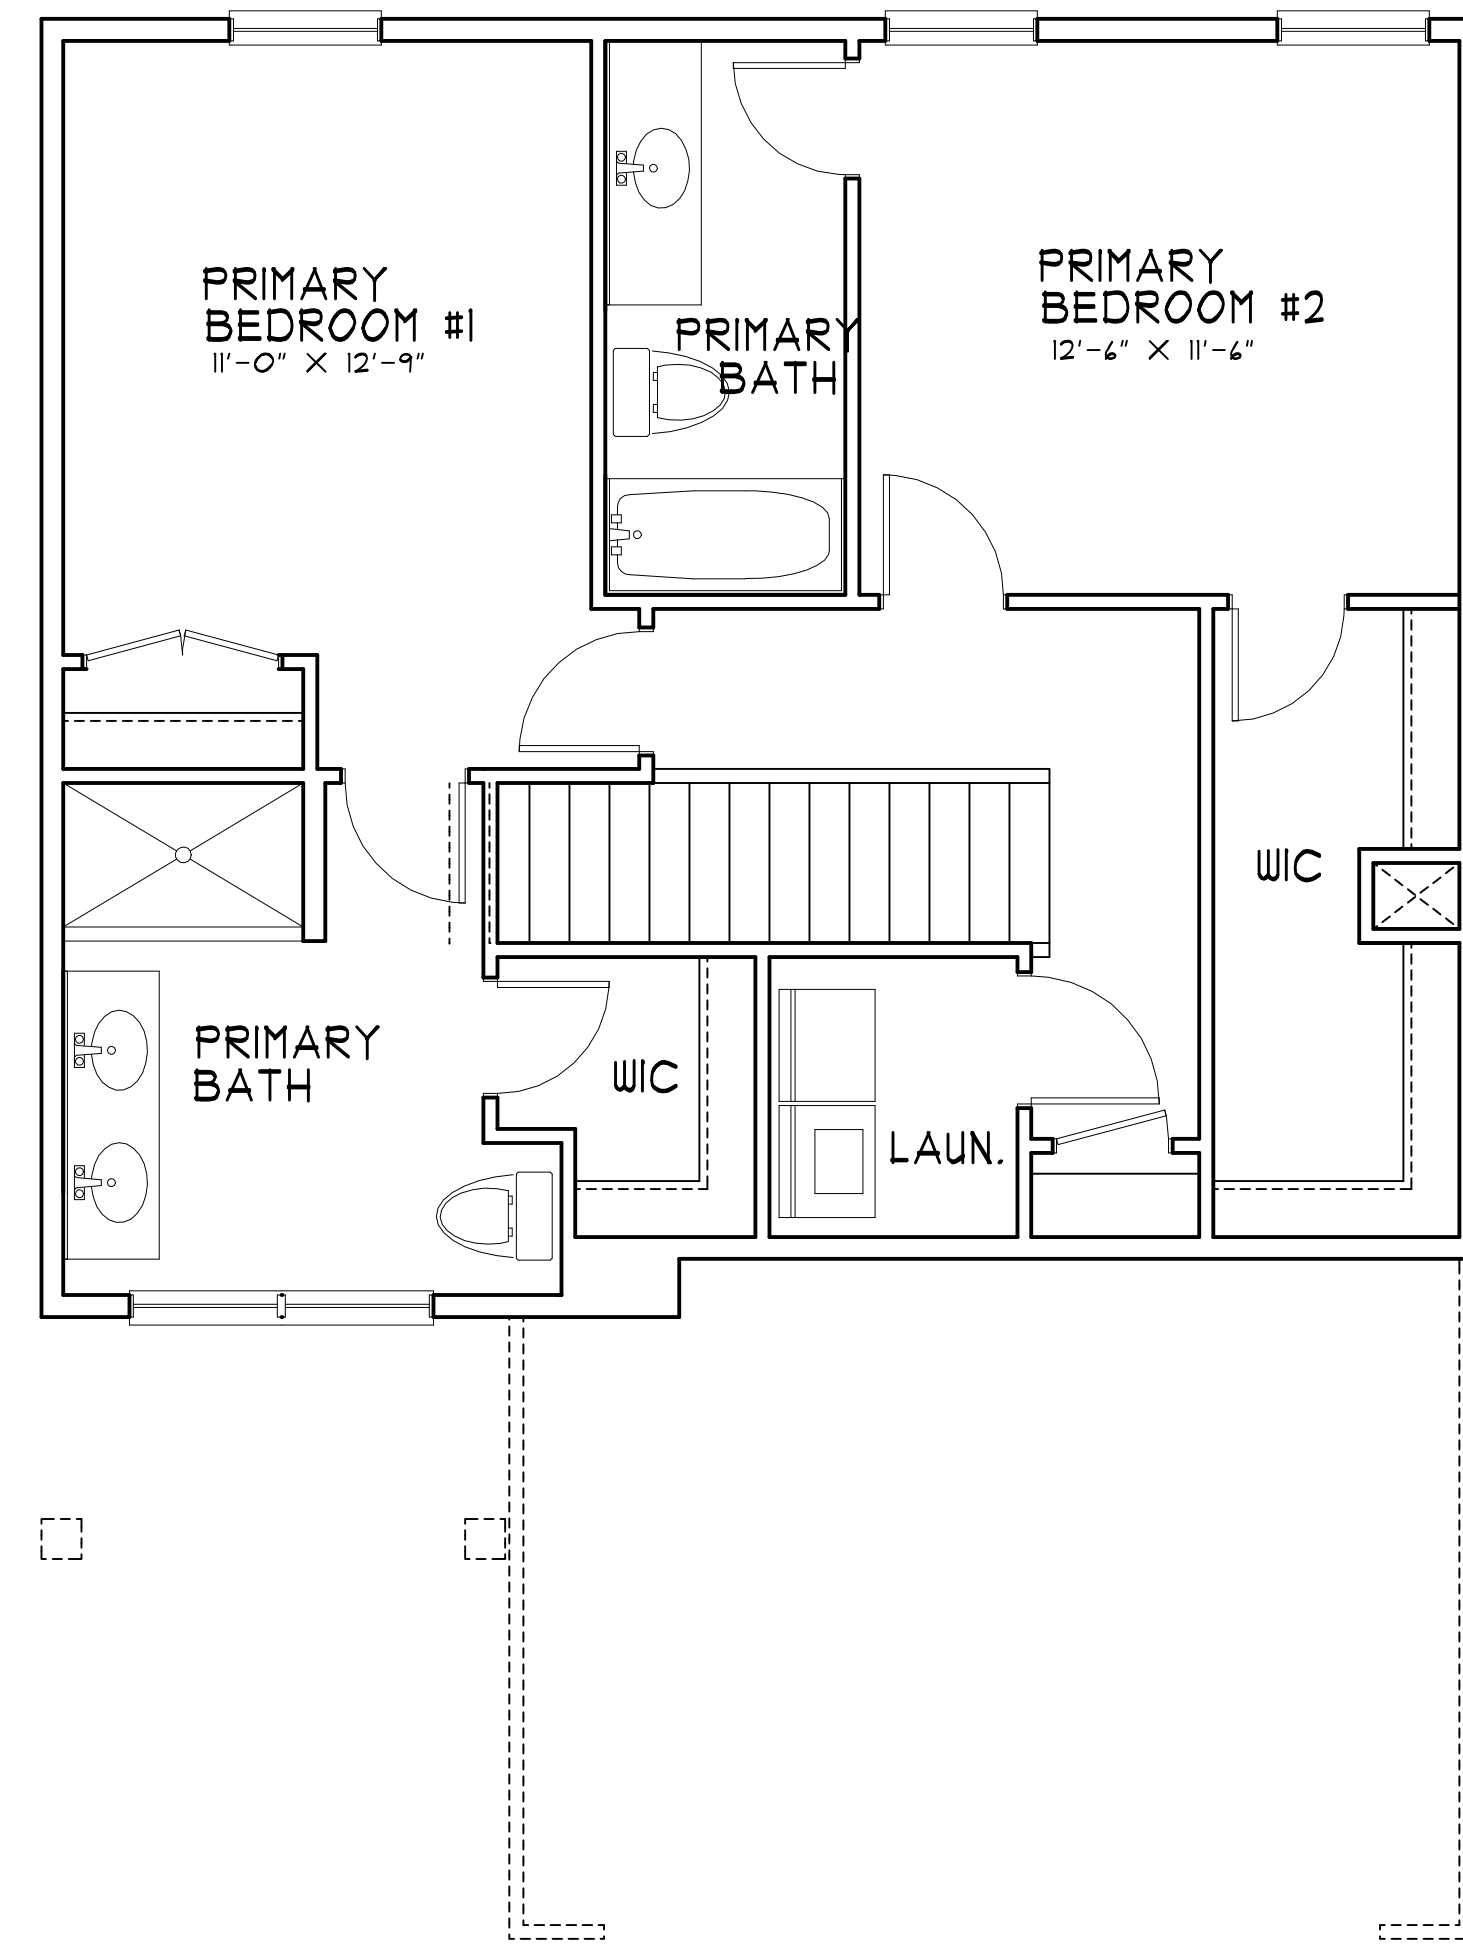 PRIMARY
BEDROOM #1
11'-0" X 12'-9"
PRIMARY
BATH
PRIMARY
BEDROOM #2
12'-6" X 11'-6"
WIC
PRIMARY
BATH
WIC
LAUN.